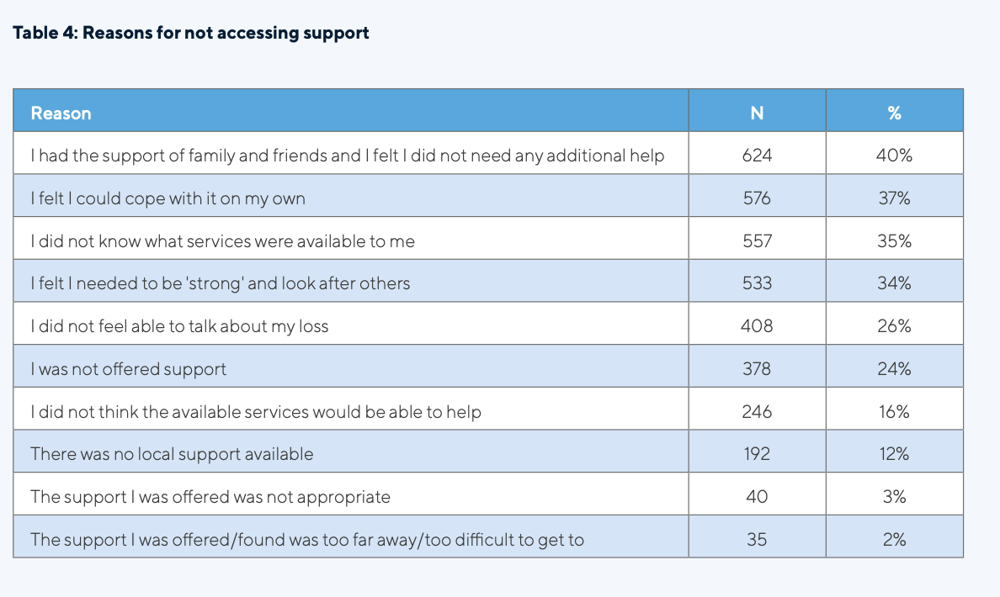 Table 4: Reasons for not accessing support
Reason N %
I had the support of family and friends and I felt I did not need any additional help 624 40%
I felt I could cope with it on my own 576 37%
I did not know what services were available to me 557 35%
I felt I needed to be 'strong' and look after others 533 34%
I did not feel able to talk about my loss 408 26%
I was not offered support 378 24%
I did not think the available services would be able to help 246 16%
There was no local support available 192 12%
The support I was offered was not appropriate 40 3%
The support I was offered/found was too far away/too difficult to get to 35 2%